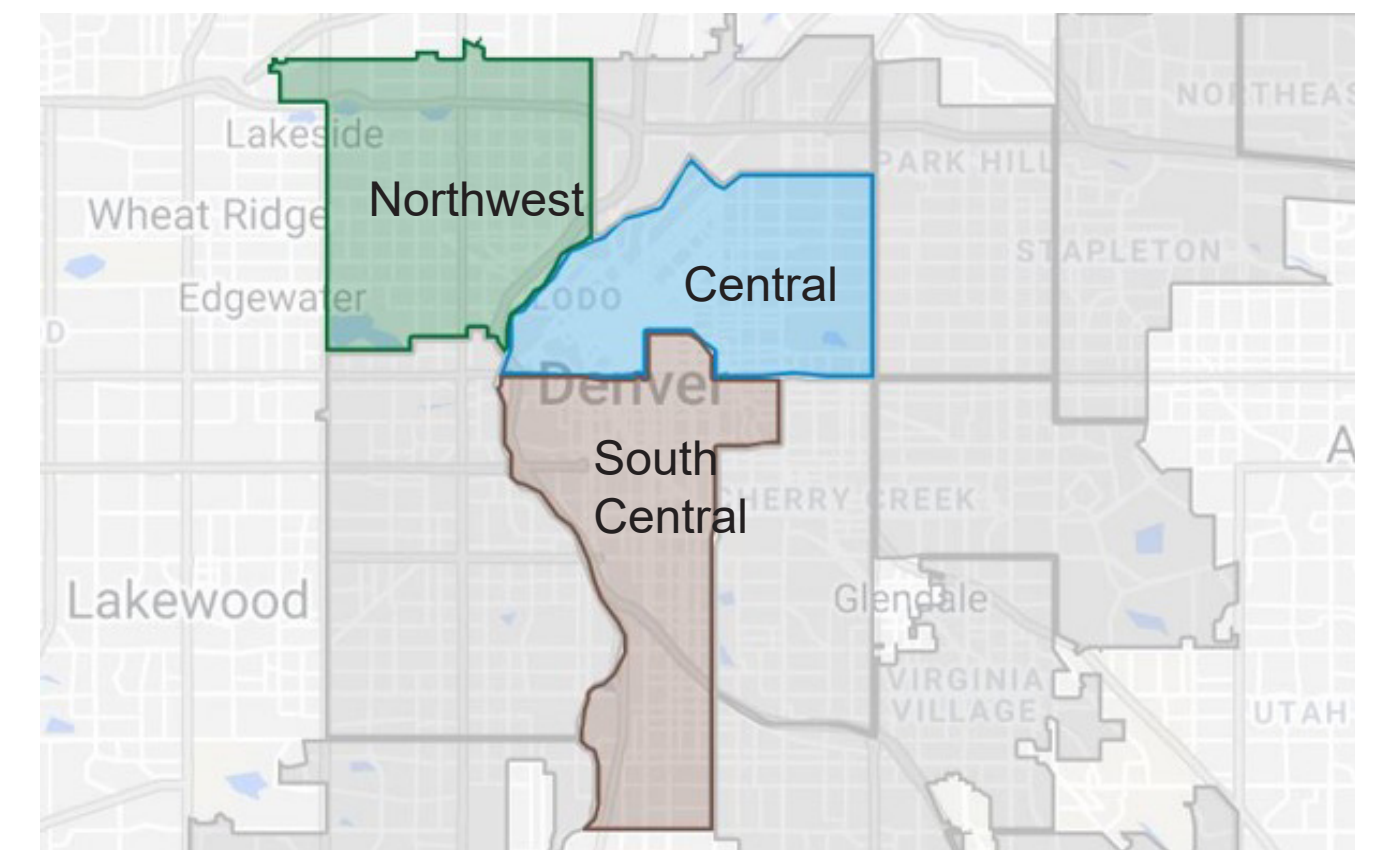 NORTHEAS
Lakeside
PARK HILL
Northwest
Wheat Ridge
STAPLETON
Central
Edgewater
LODO
D
Denver
A
South
Central
CHERRY CREEK
Lakewood
Glendale
VIRGINIA
VILLAGE
UTAH